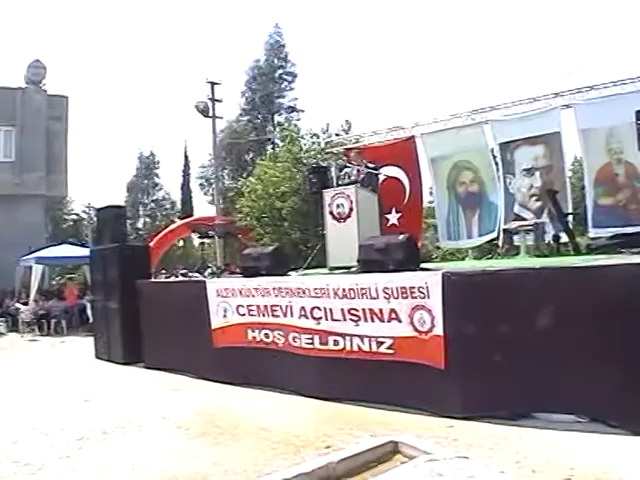 ALEVİ KÜLTÜR DERNEKLERİ KADİRLİ ŞUBESİ
CEMEVİ AÇILIŞINA
HOŞ GELDİNİZ